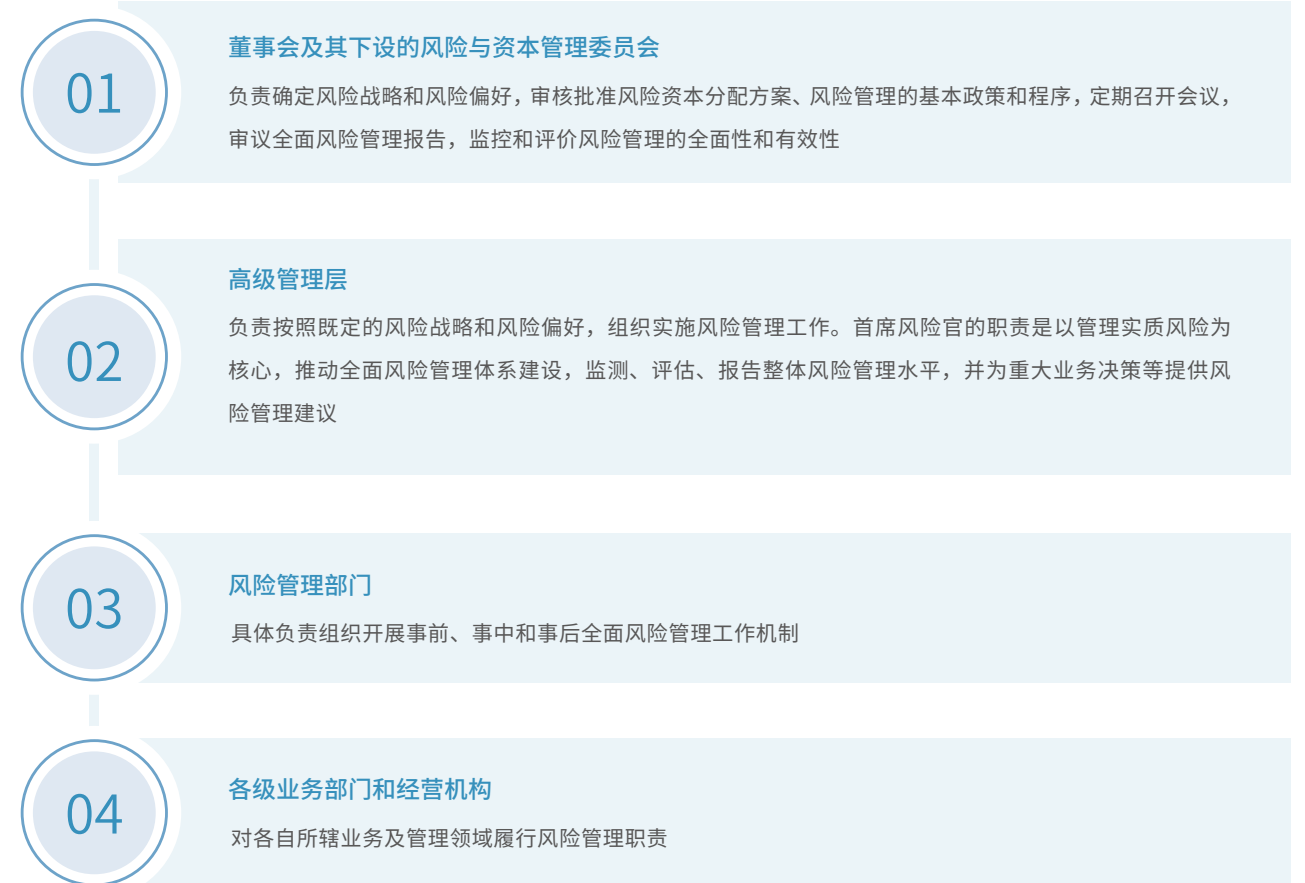 01
董事会及其下设的风险与资本管理委员会
负责确定风险战略和风险偏好，审核批准风险资本分配方案、风险管理的基本政策和程序，定期召开会议，
审议全面风险管理报告，监控和评价风险管理的全面性和有效性
02
高级管理层
负责按照既定的风险战略和风险偏好，组织实施风险管理工作。首席风险官的职责是以管理实质风险为
核心，推动全面风险管理体系建设，监测、评估、报告整体风险管理水平，并为重大业务决策等提供风
险管理建议
03
风险管理部门
具体负责组织开展事前、事中和事后全面风险管理工作机制
04
各级业务部门和经营机构
对各自所辖业务及管理领域履行风险管理职责